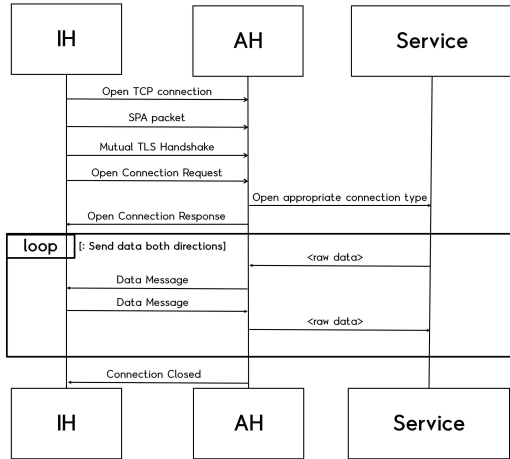 IH AH Service
Open TCP connection
SPA packet
Mutual TLS Handshake
Open Connection Request
Open appropriate connection type
Open Connection Response
loop [: Send data both directions]
<raw data>
Data Message
Data Message
<raw data>
Connection Closed
IH AH Service